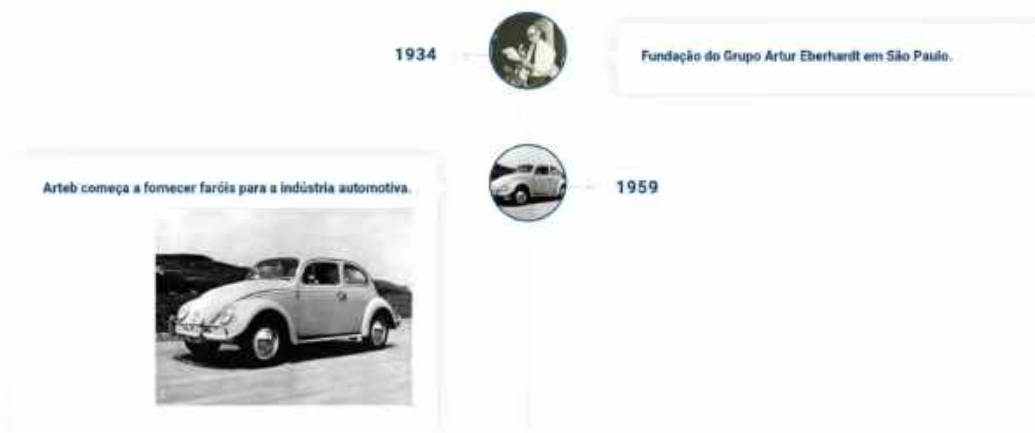 1934
Fundação do Grupo Artur Eberhardt em São Paulo.
Arteb começa a fornecer faróis para a indústria automotiva.
1959